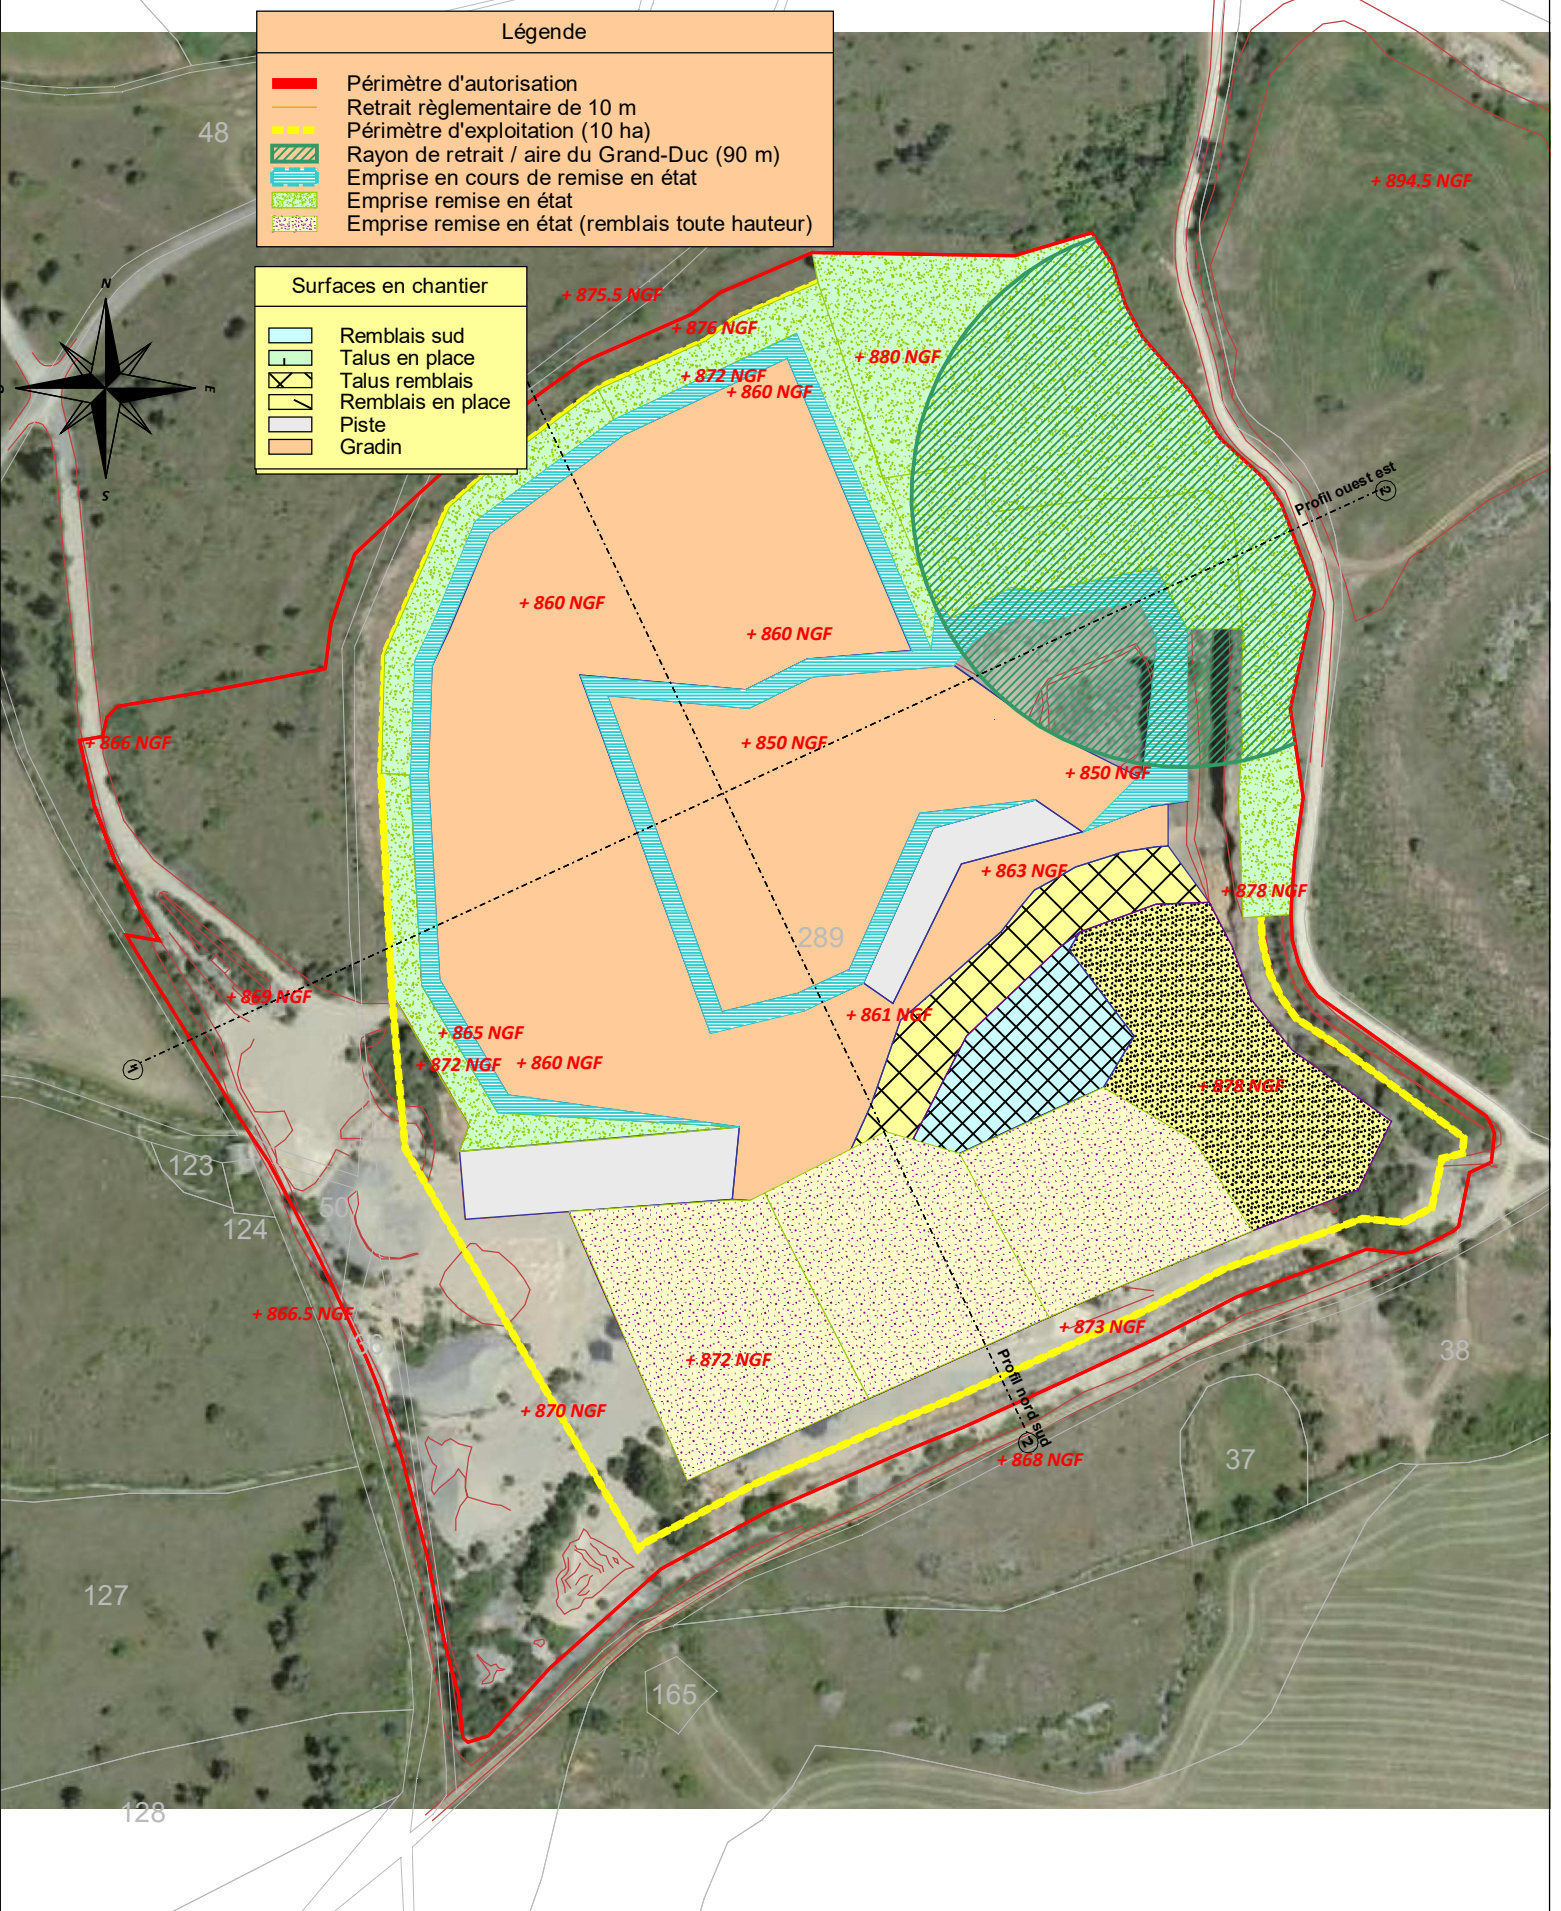 Légende
Périmètre d'autorisation
Retrait règlementaire de 10 m
Périmètre d'exploitation (10 ha)
Rayon de retrait / aire du Grand-Duc (90 m)
Emprise en cours de remise en état
Emprise remise en état
Emprise remise en état (remblais toute hauteur)
48
+ 894.5 NGF
Surfaces en chantier
Remblais sud
Talus en place
Talus remblais
Remblais en place
Piste
Gradin
N
E
S
+ 875.5 NGF
+ 876 NGF
+ 880 NGF
+ 872 NGF
+ 860 NGF
Profil ouest est
2
+ 860 NGF
+ 860 NGF
+ 866 NGF
+ 850 NGF
+ 850 NGF
+ 863 NGF
+ 878 NGF
289
+ 869 NGF
+ 861 NGF
+ 865 NGF
+ 872 NGF
+ 860 NGF
1
+ 878 NGF
123
124
50
+ 866.5 NGF
+ 873 NGF
38
+ 872 NGF
Profil nord sud
2
+ 870 NGF
+ 868 NGF
37
127
165
128